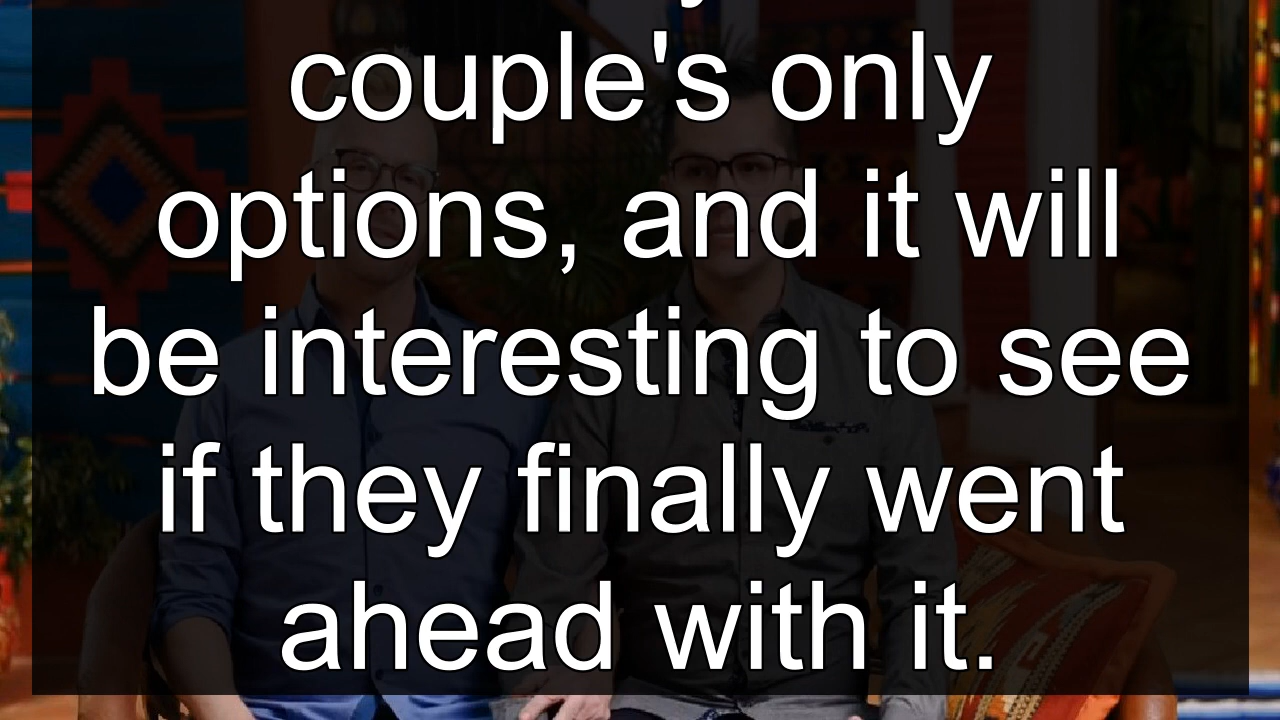 couple's only
options, and it will
be interesting to see
if they finally went
ahead with it.